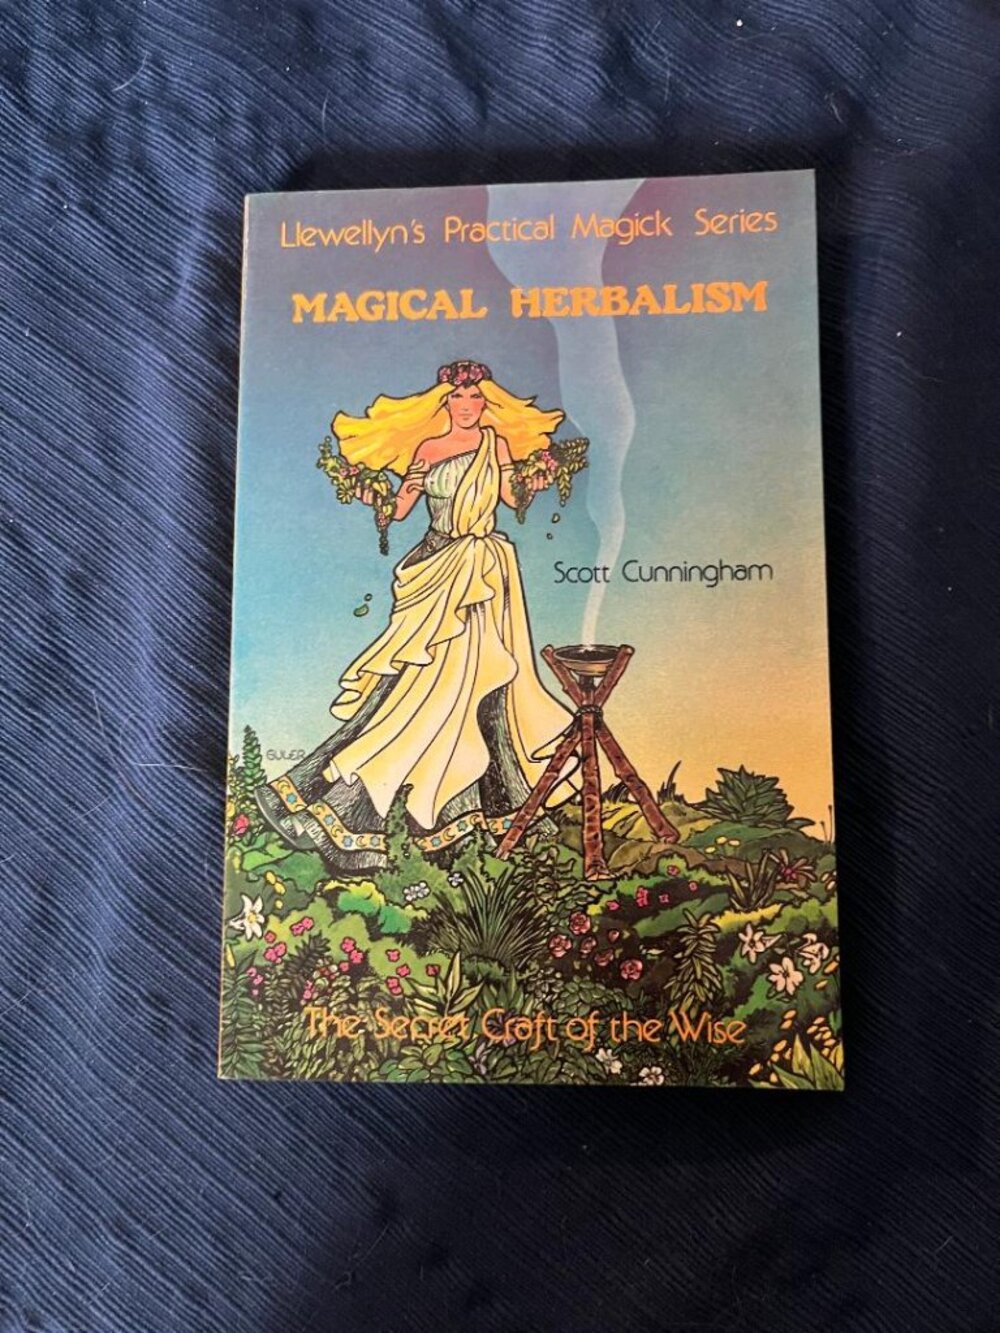 Llewellyn's Practical Magick Series
MAGICAL HERBALISM
Scott Cunningham
The Secret Craft of the Wise